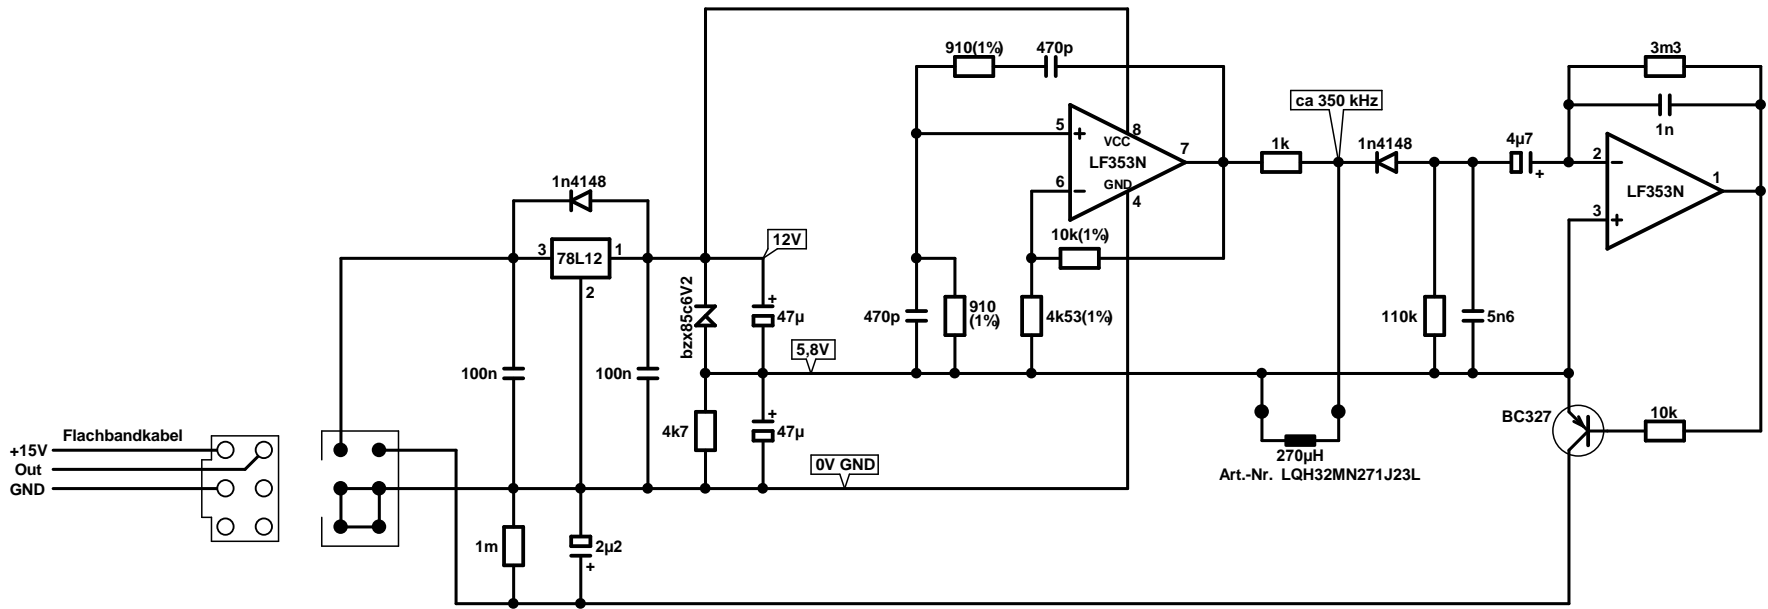 910(1%)
470p
3m3
1n
ca 350 kHz
5
8
VCC
LF353N
7
6
GND
4
1k
1n4148
4µ7
+
2
LF353N
1
3
10k(1%)
1n4148
3
78L12
1
2
12V
bzx85c6V2
+
47µ
470p
910
(1%)
4k53(1%)
110k
5n6
5,8V
100n
100n
4k7
+
47µ
BC327
10k
Flachbandkabel
+15V
Out
GND
0V GND
270µH
Art.-Nr. LQH32MN271J23L
1m
2µ2
+